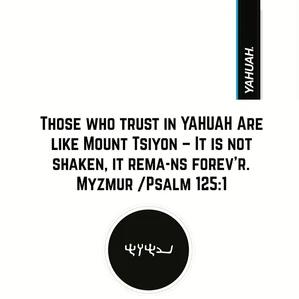 YAHUAH.
Those who trust in YAHUAH Are
like Mount Tsiyon – It is not
shaken, it rema-ns forev'r.
Myzmur /Psalm 125:1